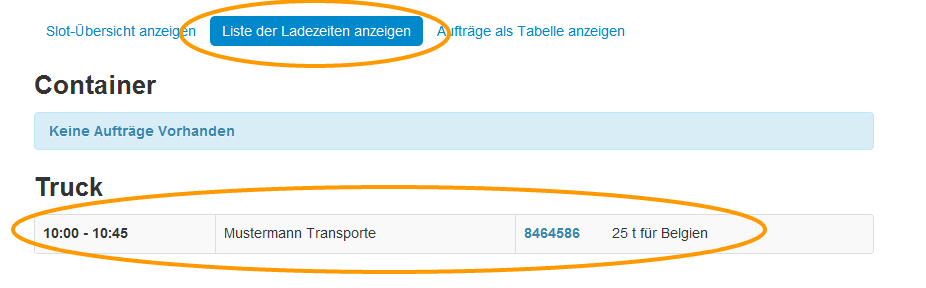 Slot-Übersicht anzeigen Liste der Ladezeiten anzeigen Aufträge als Tabelle anzeigen
Container
Keine Aufträge Vorhanden
Truck
10:00 - 10:45 Mustermann Transporte 8464586 25 t für Belgien